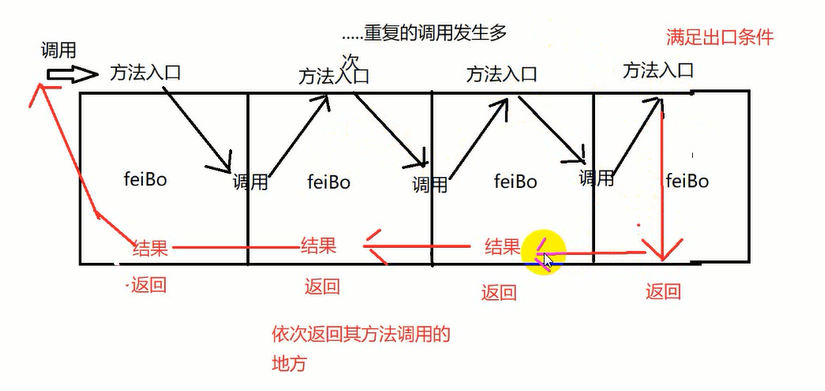 .....重复的调用发生多
次
满足出口条件
调用
方法入口
方法入口
方法入口
方法入口
feiBo
调用
feiBo
调用
feiBo
调用
feiBo
结果
结果
结果
返回
返回
返回
返回
依次返回其方法调用的
地方